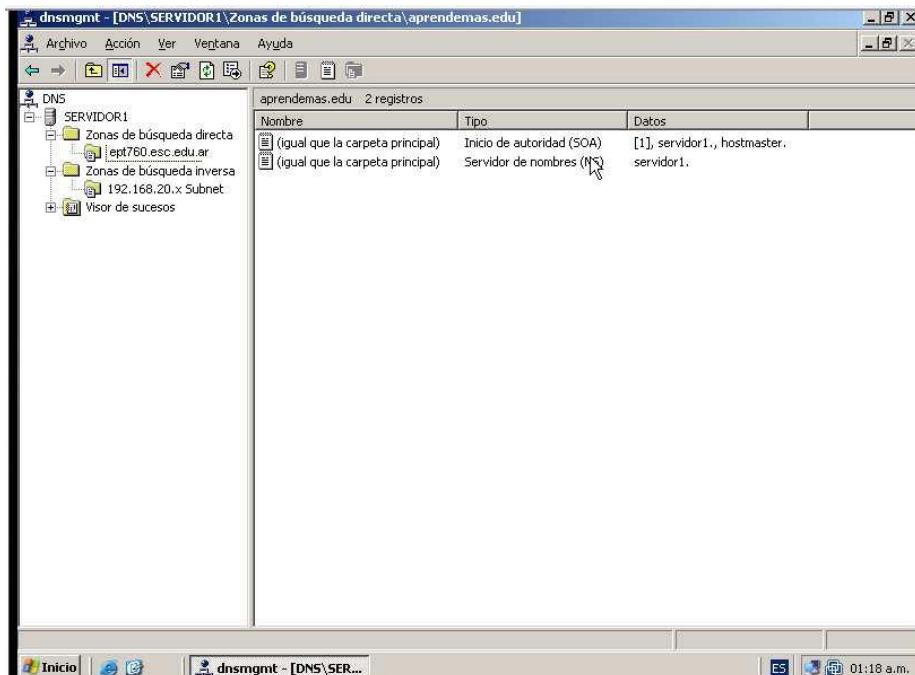 dnsmgmt - [DNS\SERVIDOR1\Zonas de búsqueda directa\aprendemas.edu]
Archivo Acción Ver Ventana Ayuda
DNS
SERVIDOR1
Zonas de búsqueda directa
ept760.esc.edu.ar
Zonas de búsqueda inversa
192.168.20.x Subnet
Visor de sucesos
aprendemas.edu 2 registros
Nombre Tipo Datos
(igual que la carpeta principal) Inicio de autoridad (SOA) [1], servidor1., hostmaster.
(igual que la carpeta principal) Servidor de nombres (NS) servidor1.
Inicio dnsmgmt - [DNS\SER... ES 01:18 a.m.